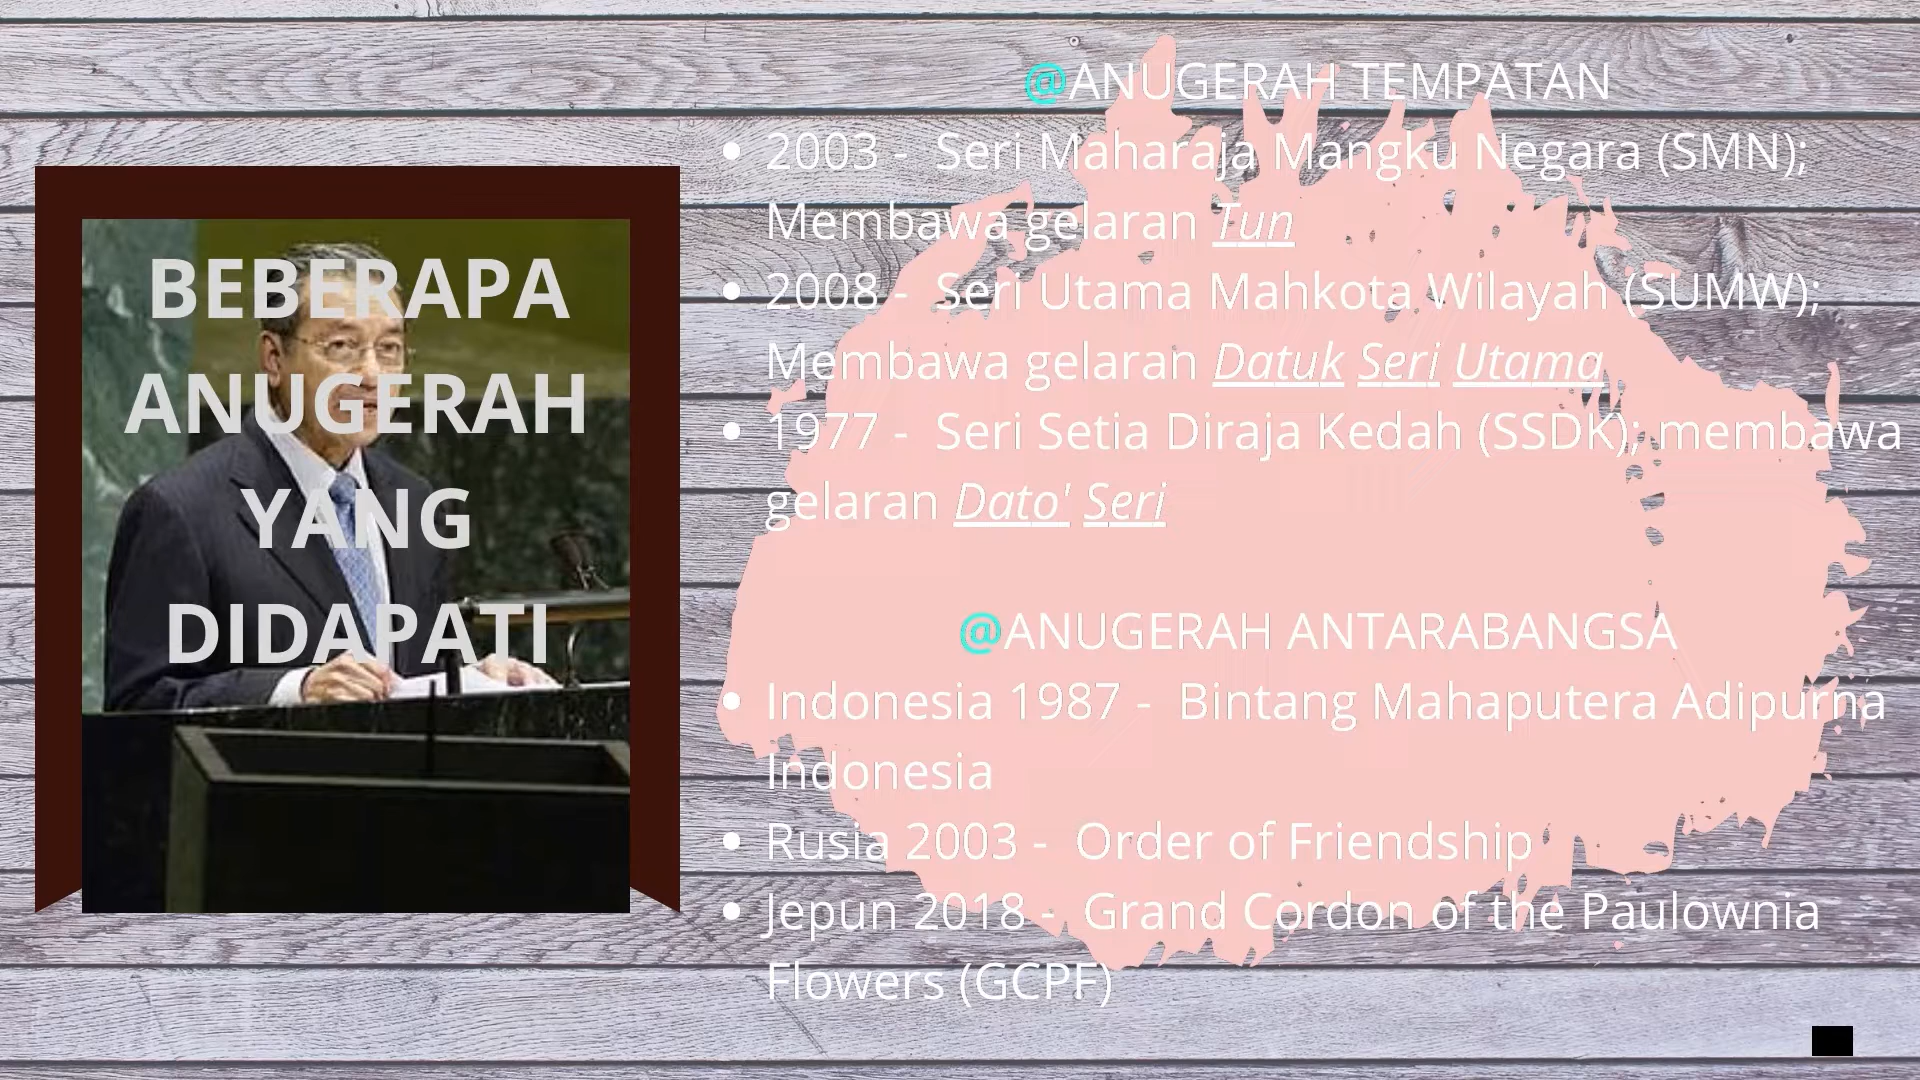 BEBERAPA
ANUGERAH
YANG
DIDAPATI
@ANUGERAH TEMPATAN
• 2003 - Seri Maharaja Mangku Negara (SMN);
Membawa gelaran Tun
• 2008 - Seri Utama Mahkota Wilayah (SUMW);
Membawa gelaran Datuk Seri Utama
• 1977 - Seri Setia Diraja Kedah (SSDK); membawa
gelaran Dato' Seri
@ANUGERAH ANTARABANGSA
• Indonesia 1987 - Bintang Mahaputera Adipurna
Indonesia
• Rusia 2003 - Order of Friendship
• Jepun 2018 - Grand Cordon of the Paulownia
Flowers (GCPF)